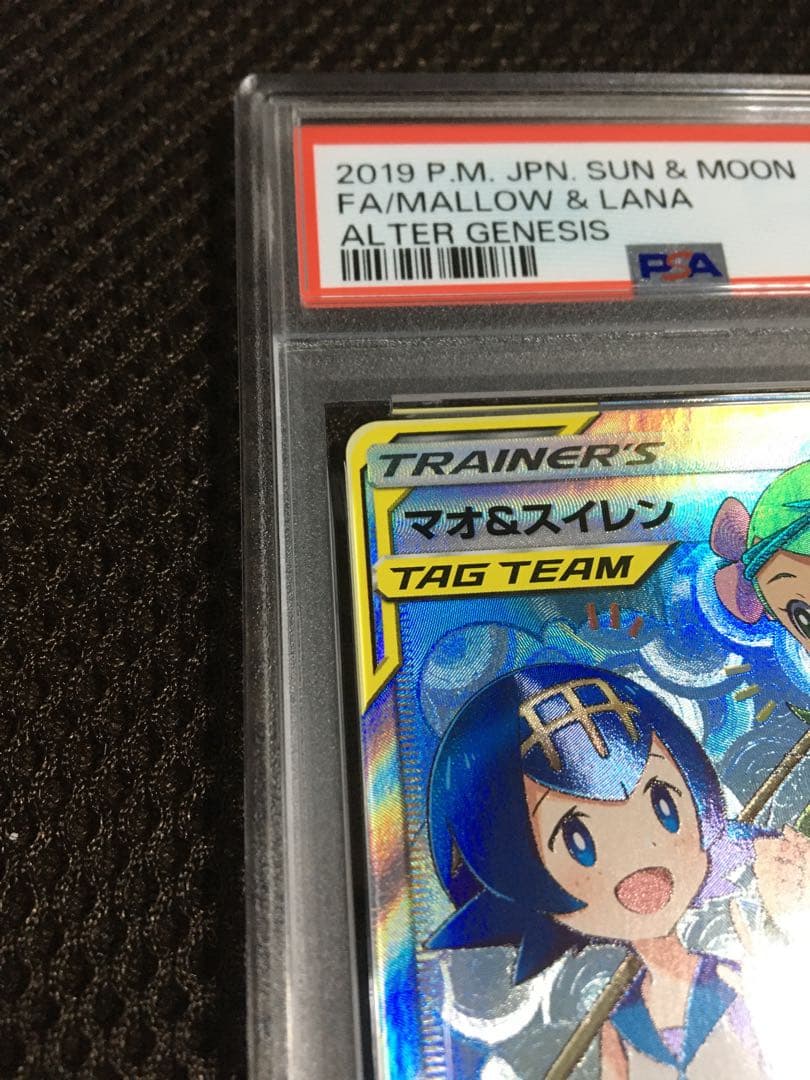 2019 P.M. JPN. SUN & MOON
FA/MALLOW & LANA
ALTER GENESIS
PSA
TRAINER'S
マオ&スイレン
TAG TEAM